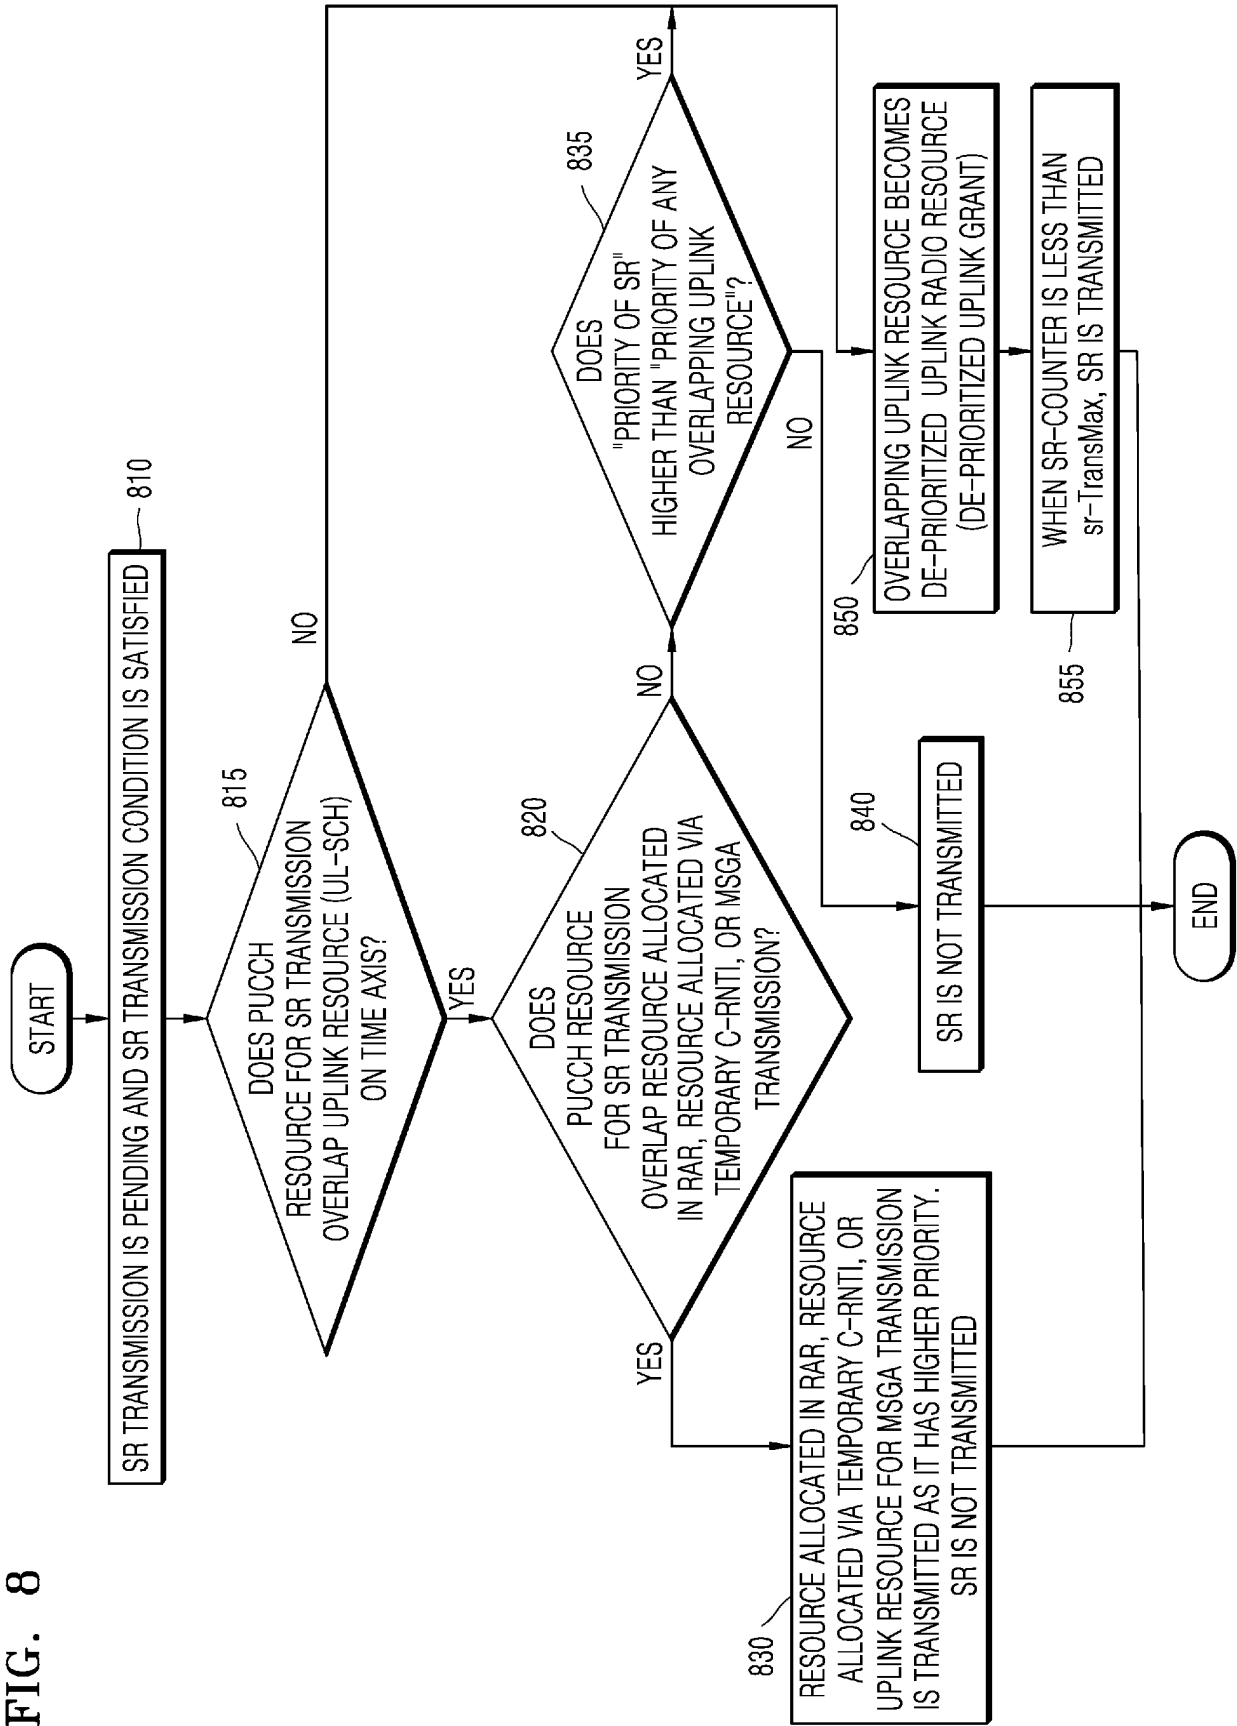 FIG. 8
START
SR TRANSMISSION IS PENDING AND SR TRANSMISSION CONDITION IS SATISFIED
810
DOES PUCCH
RESOURCE FOR SR TRANSMISSION
OVERLAP UPLINK RESOURCE (UL-SCH)
ON TIME AXIS?
815
NO
YES
DOES
PUCCH RESOURCE
FOR SR TRANSMISSION
OVERLAP RESOURCE ALLOCATED
IN RAR, RESOURCE ALLOCATED VIA
TEMPORARY C-RNTI, OR MSGA
TRANSMISSION?
820
YES
NO
DOES
"PRIORITY OF SR"
HIGHER THAN "PRIORITY OF ANY
OVERLAPPING UPLINK
RESOURCE"?
835
YES
NO
RESOURCE ALLOCATED IN RAR, RESOURCE
ALLOCATED VIA TEMPORARY C-RNTI, OR
UPLINK RESOURCE FOR MSGA TRANSMISSION
IS TRANSMITTED AS IT HAS HIGHER PRIORITY.
SR IS NOT TRANSMITTED
830
SR IS NOT TRANSMITTED
840
OVERLAPPING UPLINK RESOURCE BECOMES
DE-PRIORITIZED UPLINK RADIO RESOURCE
(DE-PRIORITIZED UPLINK GRANT)
850
WHEN SR-COUNTER IS LESS THAN
sr-TransMax, SR IS TRANSMITTED
855
END